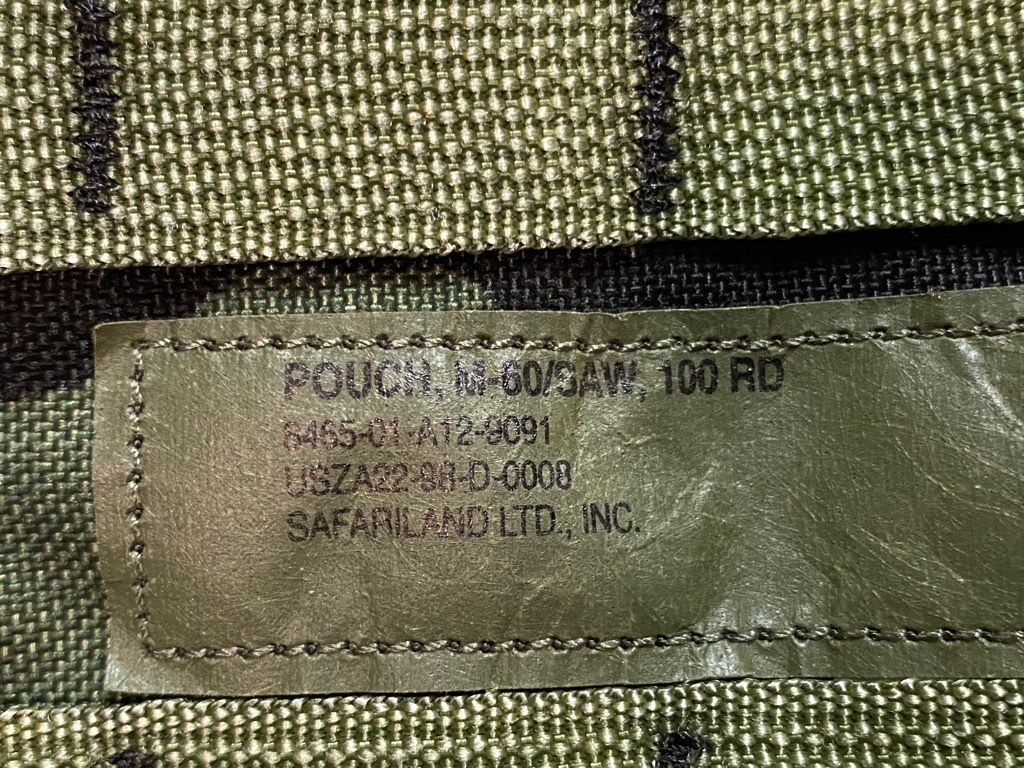 POUCH, M-60/SAW, 100 RD
8465-01-A12-9091
USZA22-98-D-0008
SAFARILAND LTD., INC.